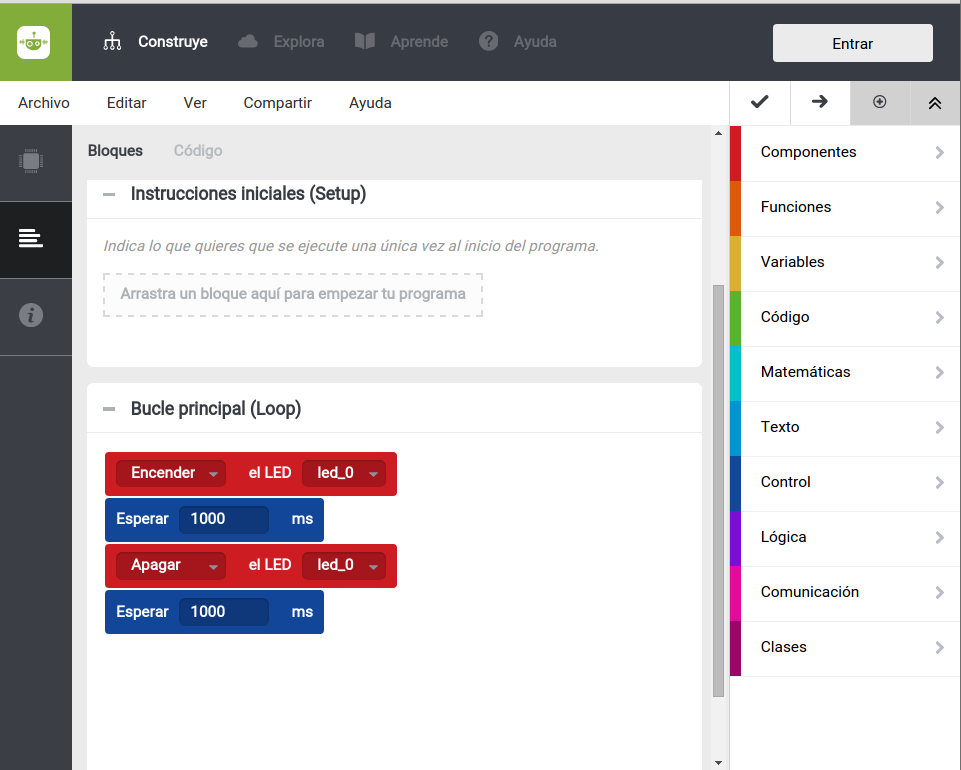 Construye Explora Aprende ? Ayuda Entrar
Archivo Editar Ver Compartir Ayuda
Bloques Código
Instrucciones iniciales (Setup)
Indica lo que quieres que se ejecute una única vez al inicio del programa.
Arrastra un bloque aquí para empezar tu programa
Bucle principal (Loop)
Encender el LED led_0
Esperar 1000 ms
Apagar el LED led_0
Esperar 1000 ms
Componentes
Funciones
Variables
Código
Matemáticas
Texto
Control
Lógica
Comunicación
Clases